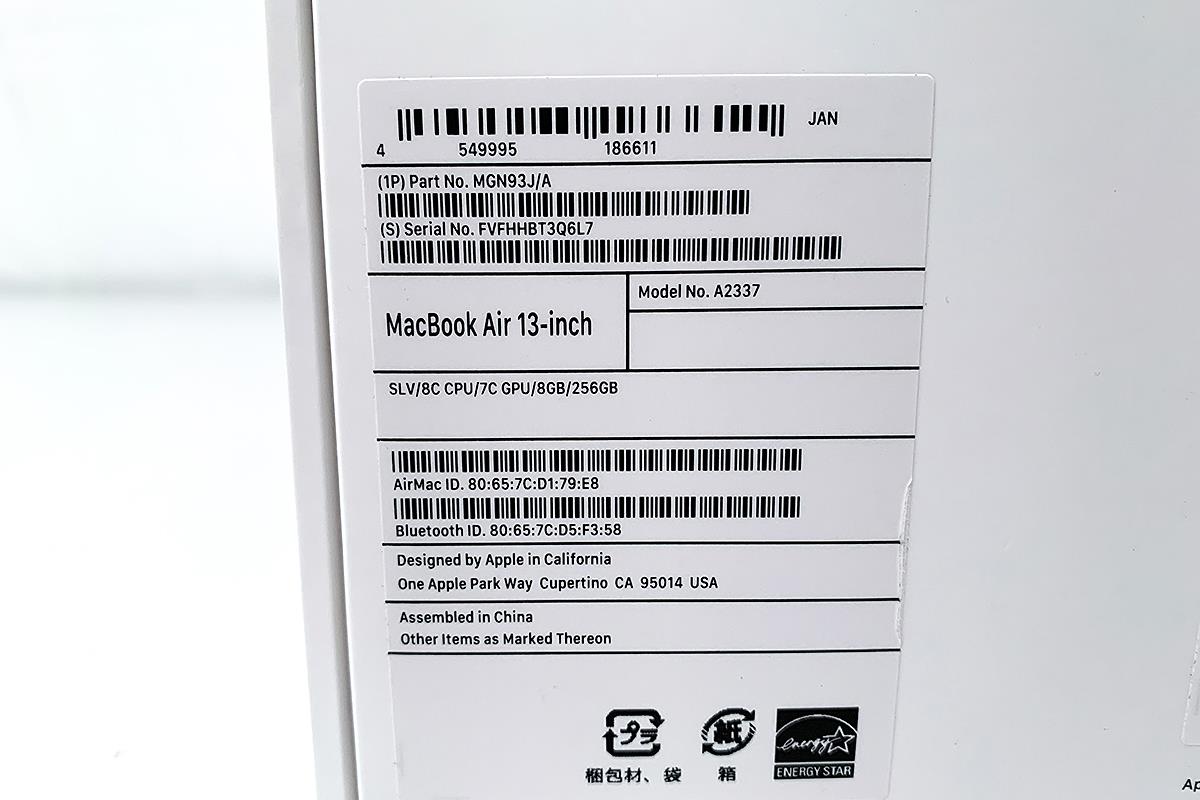 JAN
4 549995 186611
(1P) Part No. MGN93J/A
(S) Serial No. FVFHHBT3Q6L7
MacBook Air 13-inch
Model No. A2337
SLV/8C CPU/7C GPU/8GB/256GB
AirMac ID. 80:65:7C:D1:79:E8
Bluetooth ID. 80:65:7C:D5:F3:58
Designed by Apple in California
One Apple Park Way Cupertino CA 95014 USA
Assembled in China
Other Items as Marked Thereon
プラ
紙
energy
ENERGY STAR
梱包材、袋
箱
Ap